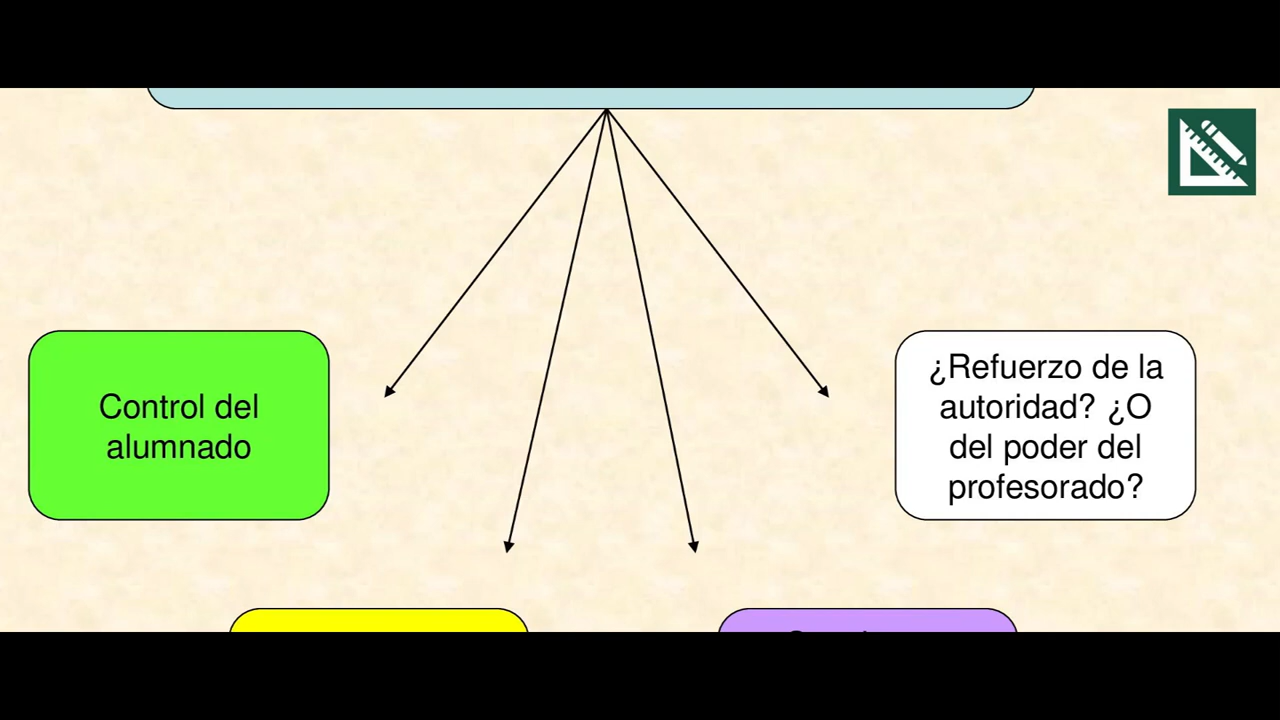 Control del
alumnado
¿Refuerzo de la
autoridad? ¿O
del poder del
profesorado?